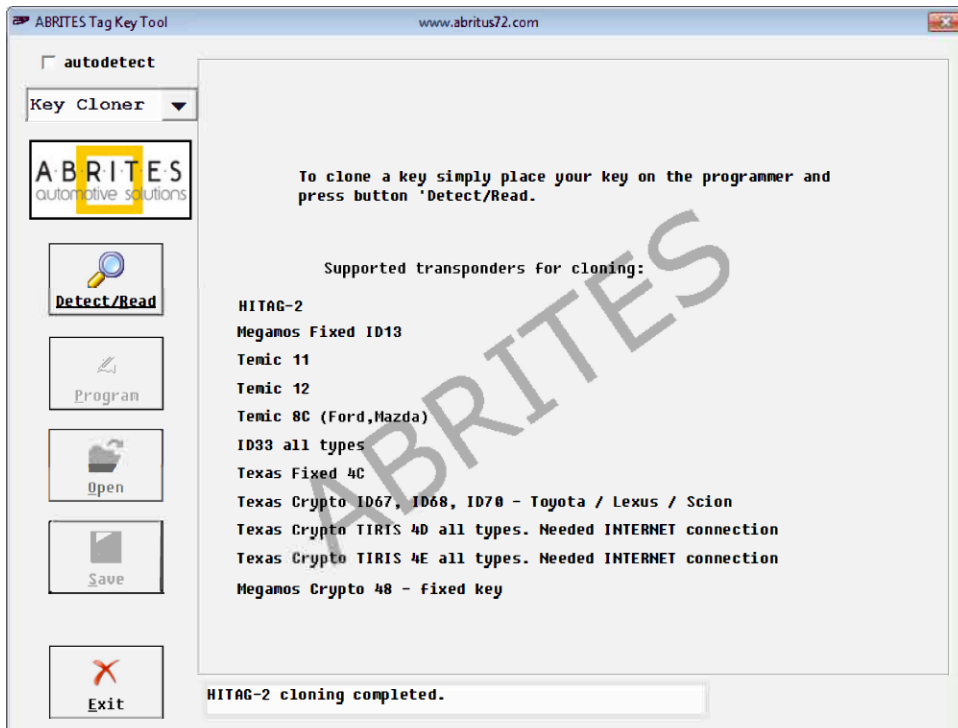 ABRITES Tag Key Tool
www.abritus72.com
autodetect
Key Cloner
A·B·R·I·T·E·S
automotive solutions
Detect/Read
Program
Open
Save
Exit
To clone a key simply place your key on the programmer and
press button 'Detect/Read.
Supported transponders for cloning:
HITAG-2
Megamos Fixed ID13
Temic 11
Temic 12
Temic 8C (Ford,Mazda)
ID33 all types
Texas Fixed 4C
Texas Crypto ID67, ID68, ID70 - Toyota / Lexus / Scion
Texas Crypto TIRIS 4D all types. Needed INTERNET connection
Texas Crypto TIRIS 4E all types. Needed INTERNET connection
Megamos Crypto 48 - fixed key
ABRITES
HITAG-2 cloning completed.